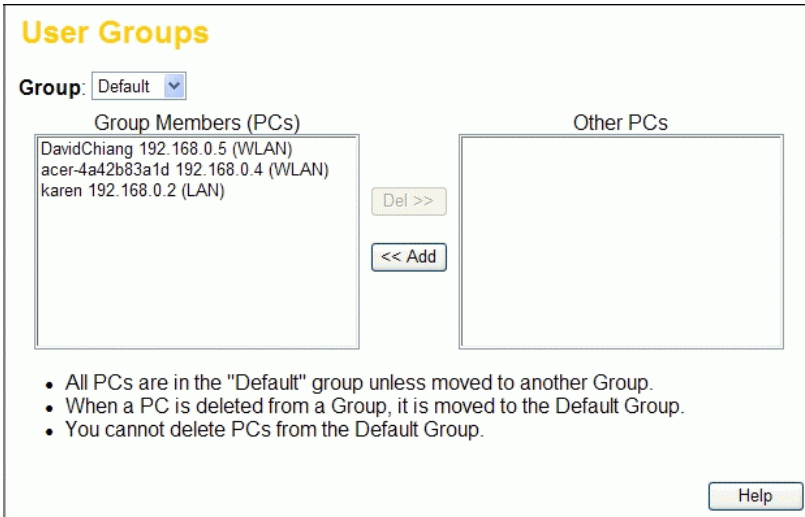 User Groups
Group: Default
Group Members (PCs)
DavidChiang 192.168.0.5 (WLAN)
acer-4a42b83a1d 192.168.0.4 (WLAN)
karen 192.168.0.2 (LAN)
Del >>
<< Add
Other PCs
• All PCs are in the "Default" group unless moved to another Group.
• When a PC is deleted from a Group, it is moved to the Default Group.
• You cannot delete PCs from the Default Group.
Help